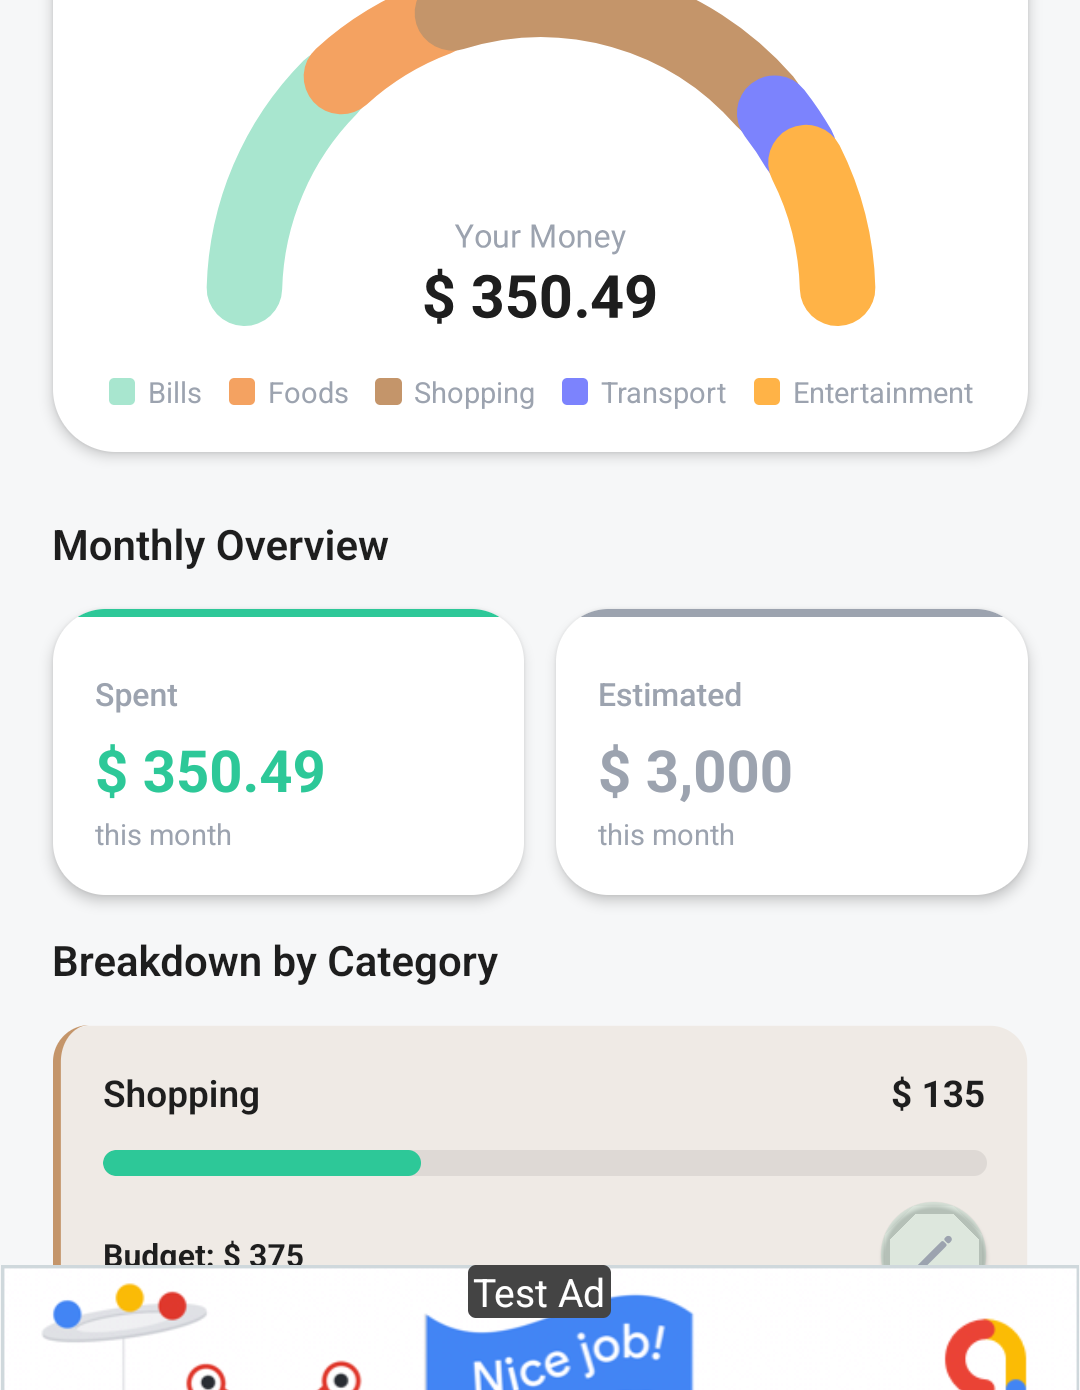 Your Money
$ 350.49
Bills Foods Shopping Transport Entertainment
Monthly Overview
Spent Estimated
$ 350.49 $ 3,000
this month this month
Breakdown by Category
Shopping $ 135
Budget: $ 375
Test Ad
Nice job!